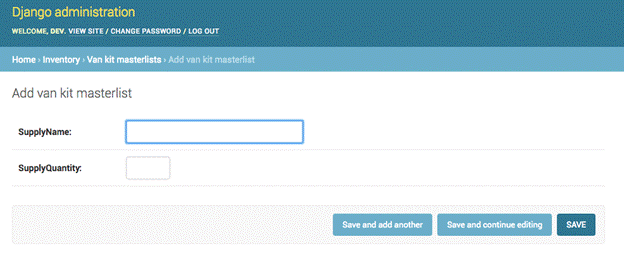 Django administration
WELCOME, DEV. VIEW SITE / CHANGE PASSWORD / LOG OUT
Home › Inventory › Van kit masterlists › Add van kit masterlist
Add van kit masterlist
SupplyName:
SupplyQuantity:
Save and add another Save and continue editing SAVE